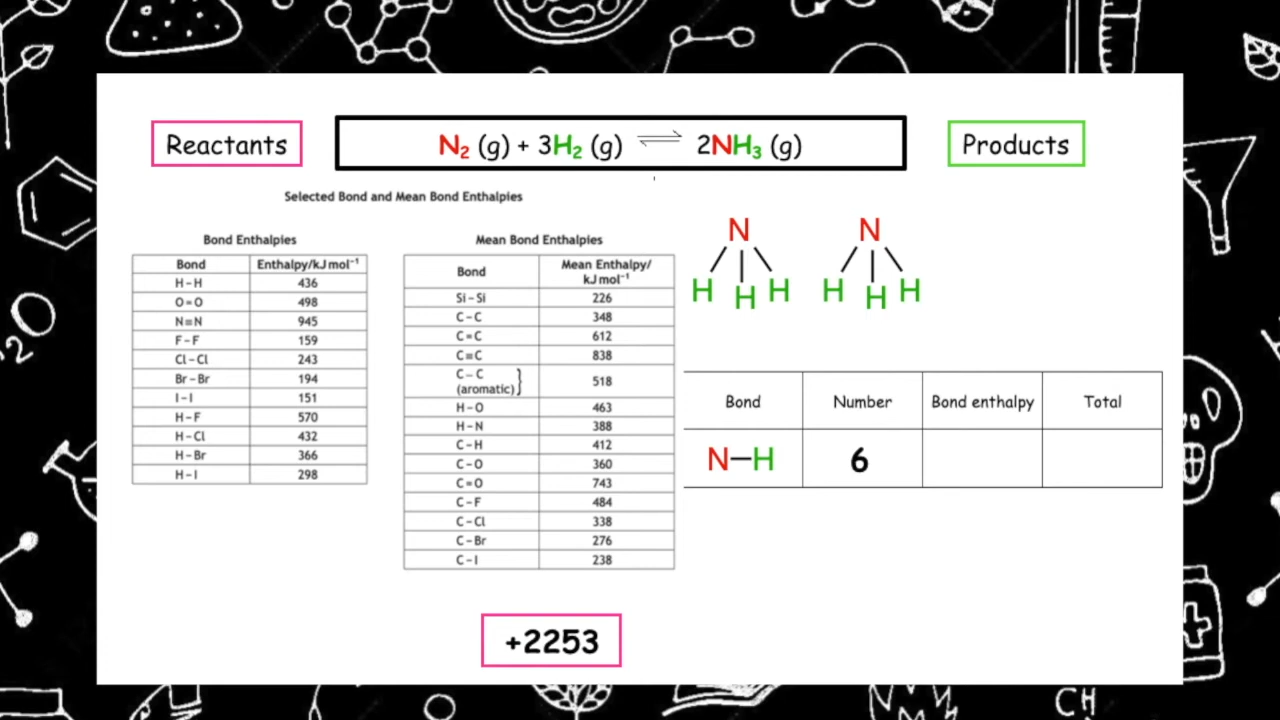 Reactants
N₂ (g) + 3H₂ (g) ⇌ 2NH₃ (g)
Products
Selected Bond and Mean Bond Enthalpies
Bond Enthalpies
Bond Enthalpy/kJ mol⁻¹
H – H 436
O = O 498
N ≡ N 945
F – F 159
Cl – Cl 243
Br – Br 194
I – I 151
H – F 570
H – Cl 432
H – Br 366
H – I 298
Mean Bond Enthalpies
Bond Mean Enthalpy/
kJ mol⁻¹
Si – Si 226
C – C 348
C = C 612
C ≡ C 838
C ⚋ C
(aromatic) } 518
H – O 463
H – N 388
C – H 412
C – O 360
C = O 743
C – F 484
C – Cl 338
C – Br 276
C – I 238
N N
H H H H H H
Bond Number Bond enthalpy Total
N–H 6
+2253
2O
CH